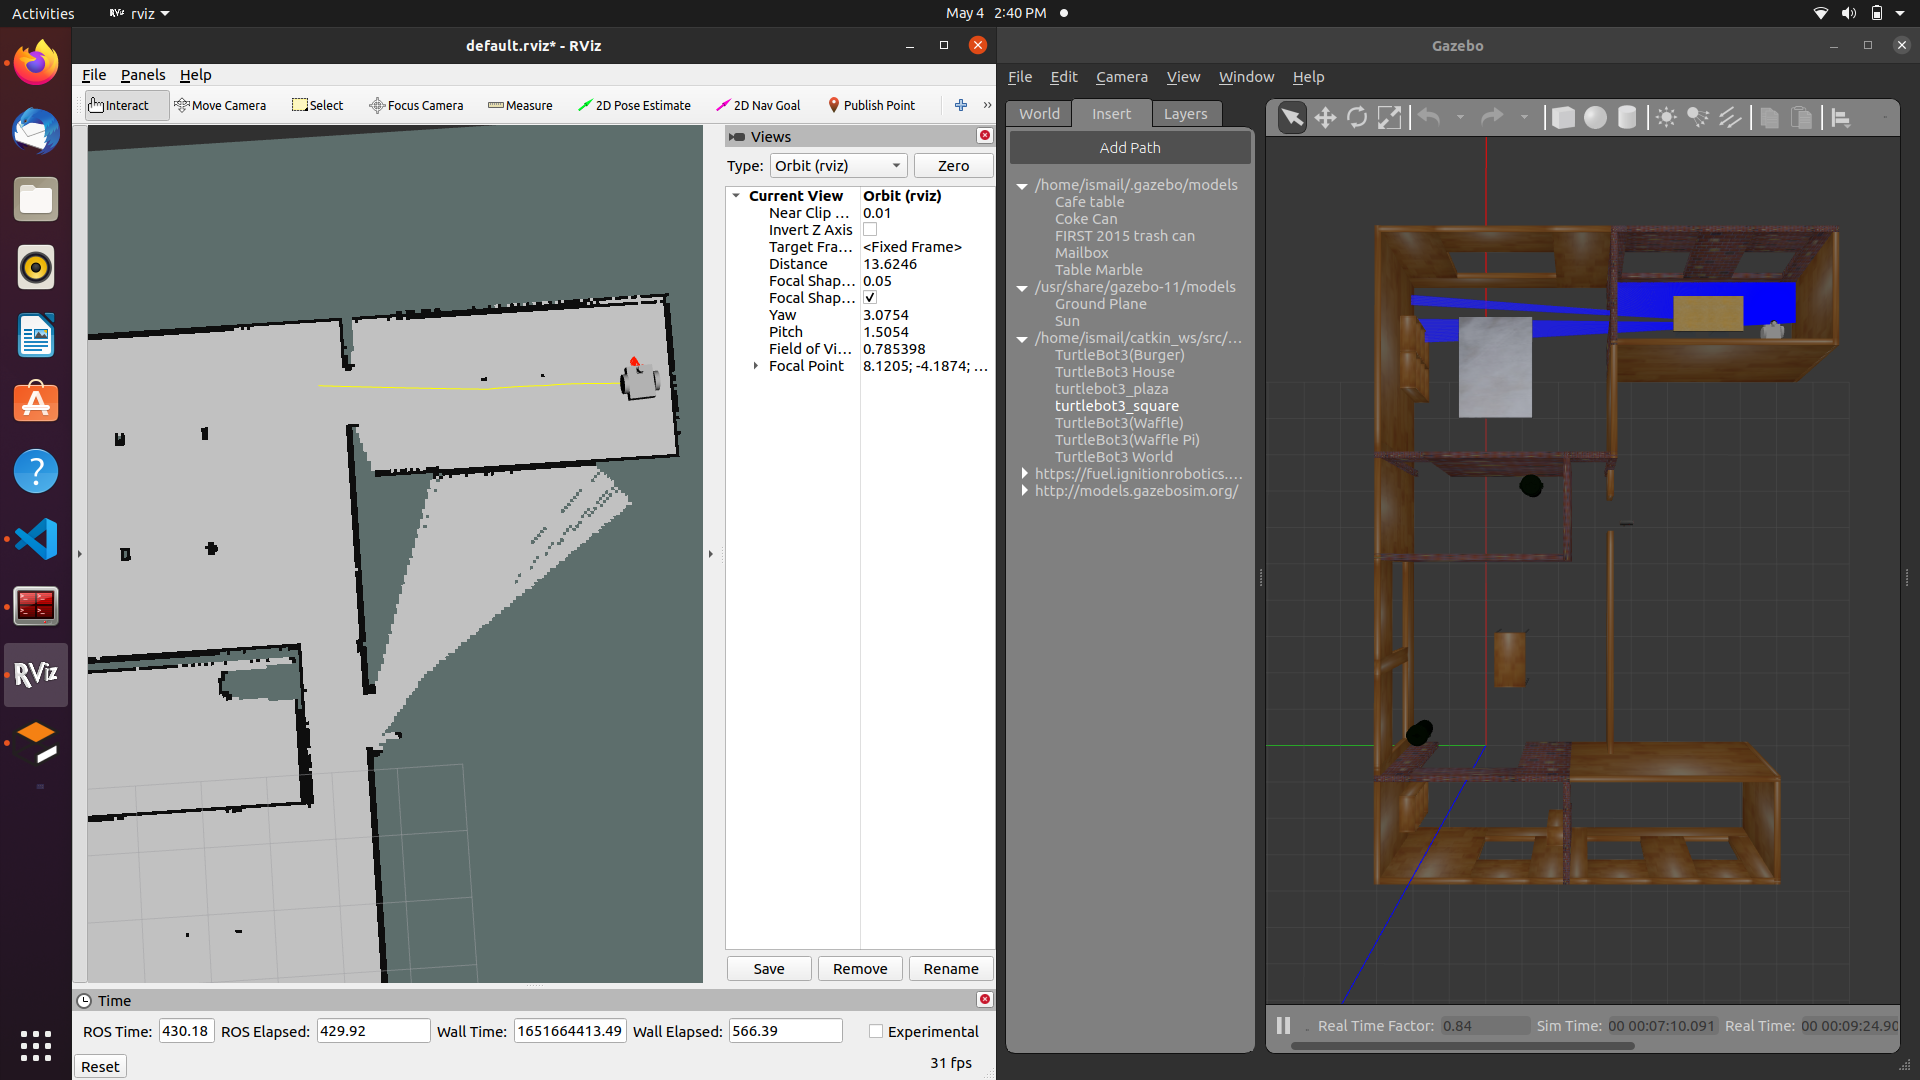 Activities
RViz
rviz
May 4 2:40 PM
default.rviz* - RViz
File Panels Help
Interact Move Camera Select Focus Camera Measure 2D Pose Estimate 2D Nav Goal Publish Point »
Views
Type: Orbit (rviz) Zero
Current View Orbit (rviz)
Near Clip ... 0.01
Invert Z Axis
Target Fra... <Fixed Frame>
Distance 13.6246
Focal Shap... 0.05
Focal Shap... ✓
Yaw 3.0754
Pitch 1.5054
Field of Vi... 0.785398
Focal Point 8.1205; -4.1874; ...
Save Remove Rename
Time
ROS Time: 430.18 ROS Elapsed: 429.92 Wall Time: 1651664413.49 Wall Elapsed: 566.39 Experimental
Reset
31 fps
RViz
Gazebo
File Edit Camera View Window Help
World Insert Layers
Add Path
/home/ismail/.gazebo/models
Cafe table
Coke Can
FIRST 2015 trash can
Mailbox
Table Marble
/usr/share/gazebo-11/models
Ground Plane
Sun
/home/ismail/catkin_ws/src/...
TurtleBot3(Burger)
TurtleBot3 House
turtlebot3_plaza
turtlebot3_square
TurtleBot3(Waffle)
TurtleBot3(Waffle Pi)
TurtleBot3 World
https://fuel.ignitionrobotics....
http://models.gazebosim.org/
Real Time Factor: 0.84 Sim Time: 00 00:07:10.091 Real Time: 00 00:09:24.90